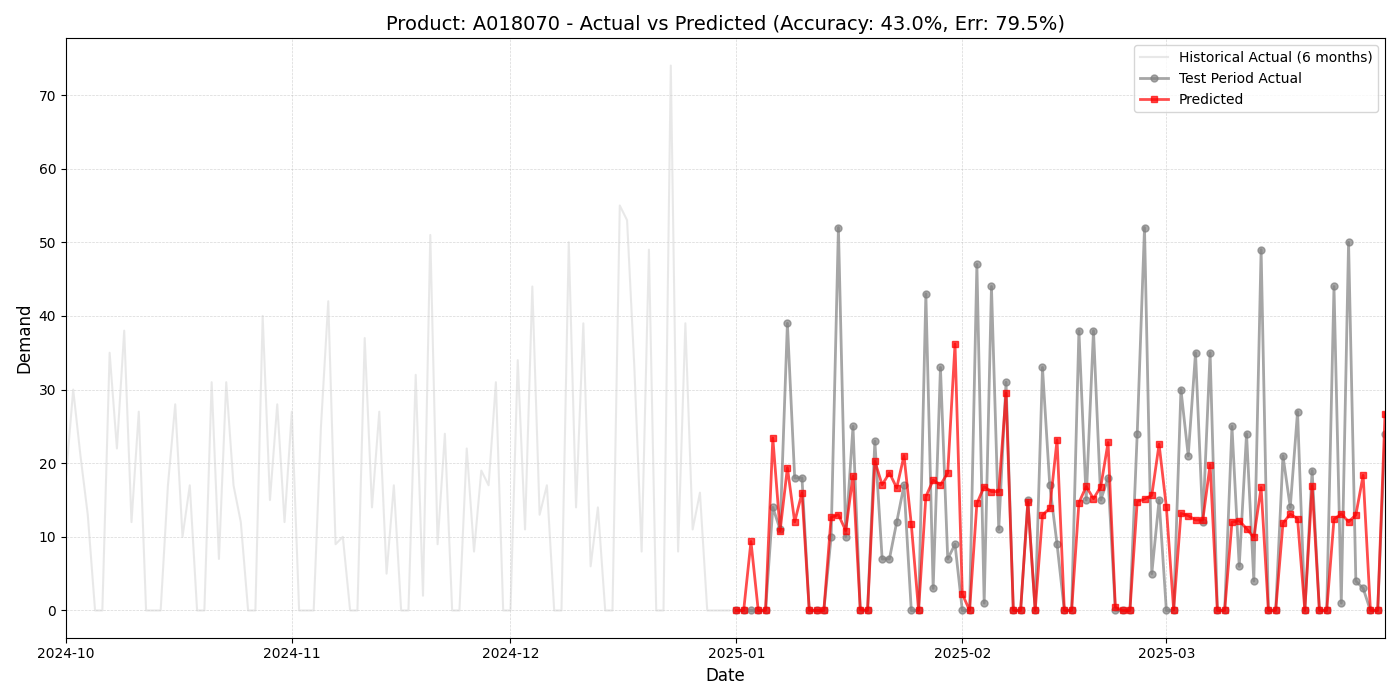 Product: A018070 - Actual vs Predicted (Accuracy: 43.0%, Err: 79.5%)
Historical Actual (6 months)
Test Period Actual
Predicted
Demand
70
60
50
40
30
20
10
0
2024-10
2024-11
2024-12
2025-01
2025-02
2025-03
Date